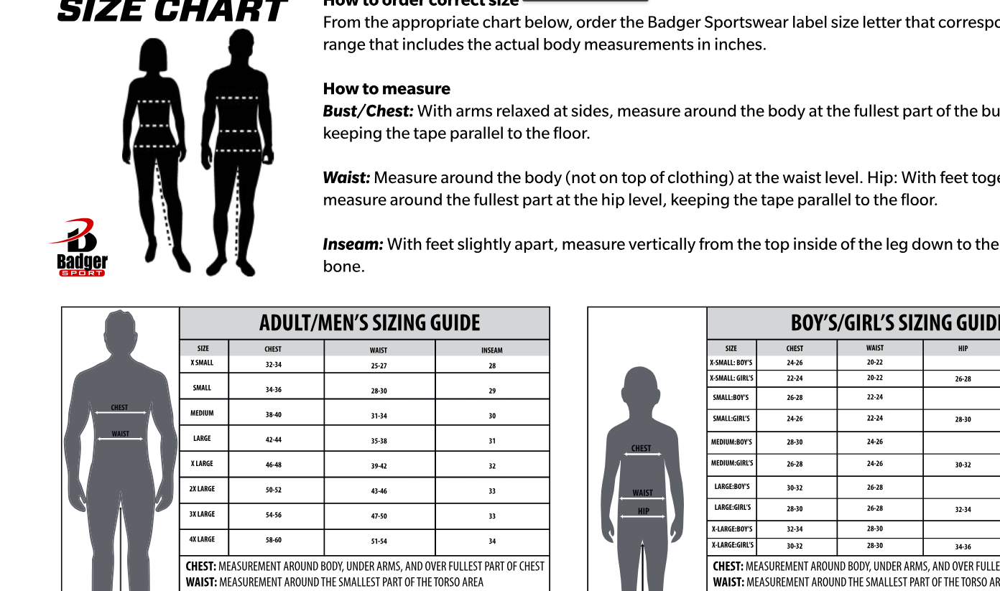 SIZE CHART
How to order correct size
From the appropriate chart below, order the Badger Sportswear label size letter that
range that includes the actual body measurements in inches.
How to measure
Bust/Chest: With arms relaxed at sides, measure around the body at the fullest part of the
keeping the tape parallel to the floor.
Waist: Measure around the body (not on top of clothing) at the waist level. Hip: With feet
measure around the fullest part at the hip level, keeping the tape parallel to the floor.
Inseam: With feet slightly apart, measure vertically from the top inside of the leg down to the
bone.
Badger
SPORT
ADULT/MEN'S SIZING GUIDE
SIZE CHEST WAIST INSEAM
X SMALL 32-34 25-27 28
SMALL 34-36 28-30 29
MEDIUM 38-40 31-34 30
LARGE 42-44 35-38 31
X LARGE 46-48 39-42 32
2X LARGE 50-52 43-46 33
3X LARGE 54-56 47-50 33
4X LARGE 58-60 51-54 34
CHEST: MEASUREMENT AROUND BODY, UNDER ARMS, AND OVER FULLEST PART OF CHEST
WAIST: MEASUREMENT AROUND THE SMALLEST PART OF THE TORSO AREA
CHEST
WAIST
BOY'S/GIRL'S SIZING
SIZE CHEST WAIST HIP
X-SMALL: BOY'S 24-26 20-22
X-SMALL: GIRL'S 22-24 20-22 26-28
SMALL:BOY'S 26-28 22-24
SMALL:GIRL'S 24-26 22-24 28-30
MEDIUM:BOY'S 28-30 24-26
MEDIUM:GIRL'S 26-28 24-26 30-32
LARGE:BOY'S 30-32 26-28
LARGE:GIRL'S 28-30 26-28 32-34
X-LARGE:BOY'S 32-34 28-30
X-LARGE:GIRL'S 30-32 28-30 34-36
CHEST: MEASUREMENT AROUND BODY, UNDER ARMS, AND OVER
WAIST: MEASUREMENT AROUND THE SMALLEST PART OF THE TORSO
CHEST
WAIST
HIP